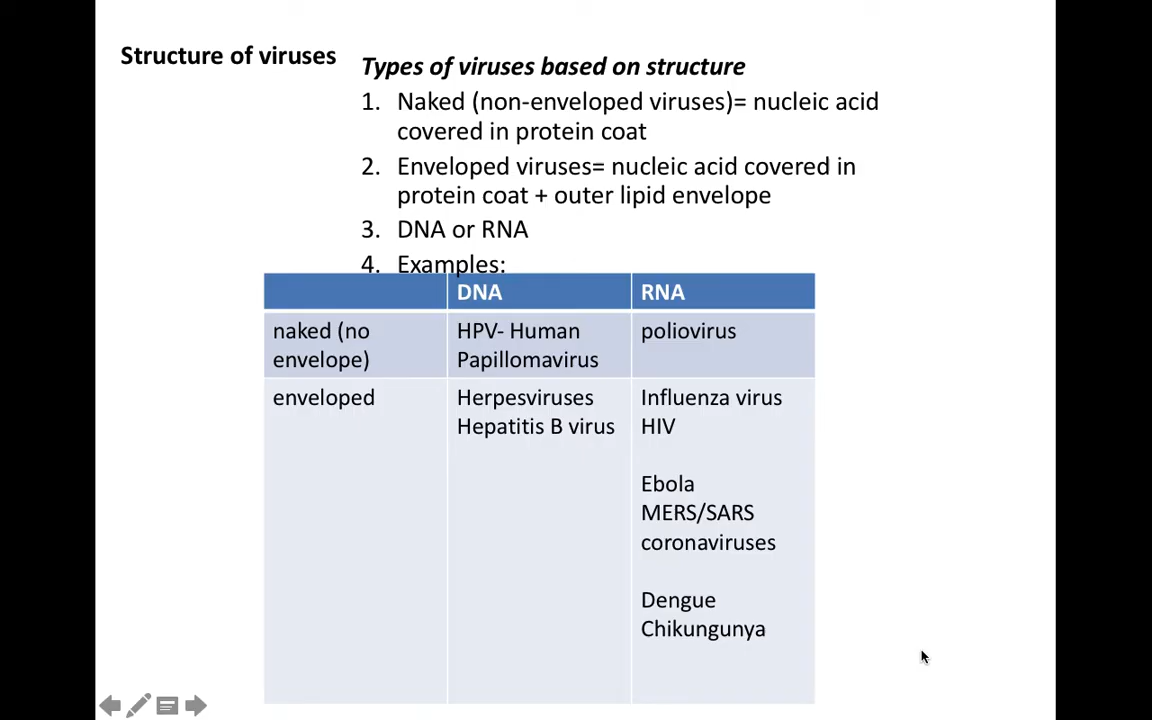 Structure of viruses
Types of viruses based on structure
1. Naked (non-enveloped viruses)= nucleic acid
covered in protein coat
2. Enveloped viruses= nucleic acid covered in
protein coat + outer lipid envelope
3. DNA or RNA
4. Examples:
DNA RNA
naked (no
envelope)
HPV- Human
Papillomavirus
poliovirus
enveloped
Herpesviruses
Hepatitis B virus
Influenza virus
HIV
Ebola
MERS/SARS
coronaviruses
Dengue
Chikungunya